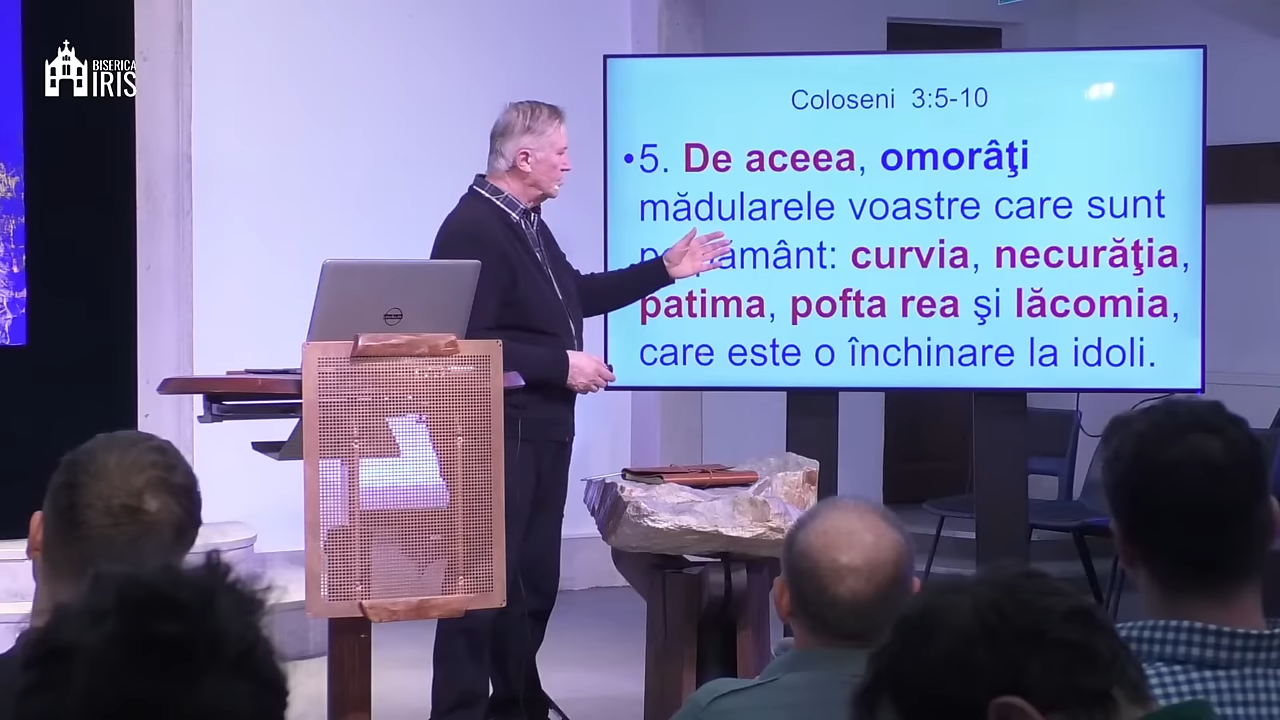 BISERICA
IRIS
Coloseni 3:5-10
•5. De aceea, omorâţi
mădularele voastre care sunt
: curvia, necurăţia,
patima, pofta rea şi lăcomia,
care este o închinare la idoli.